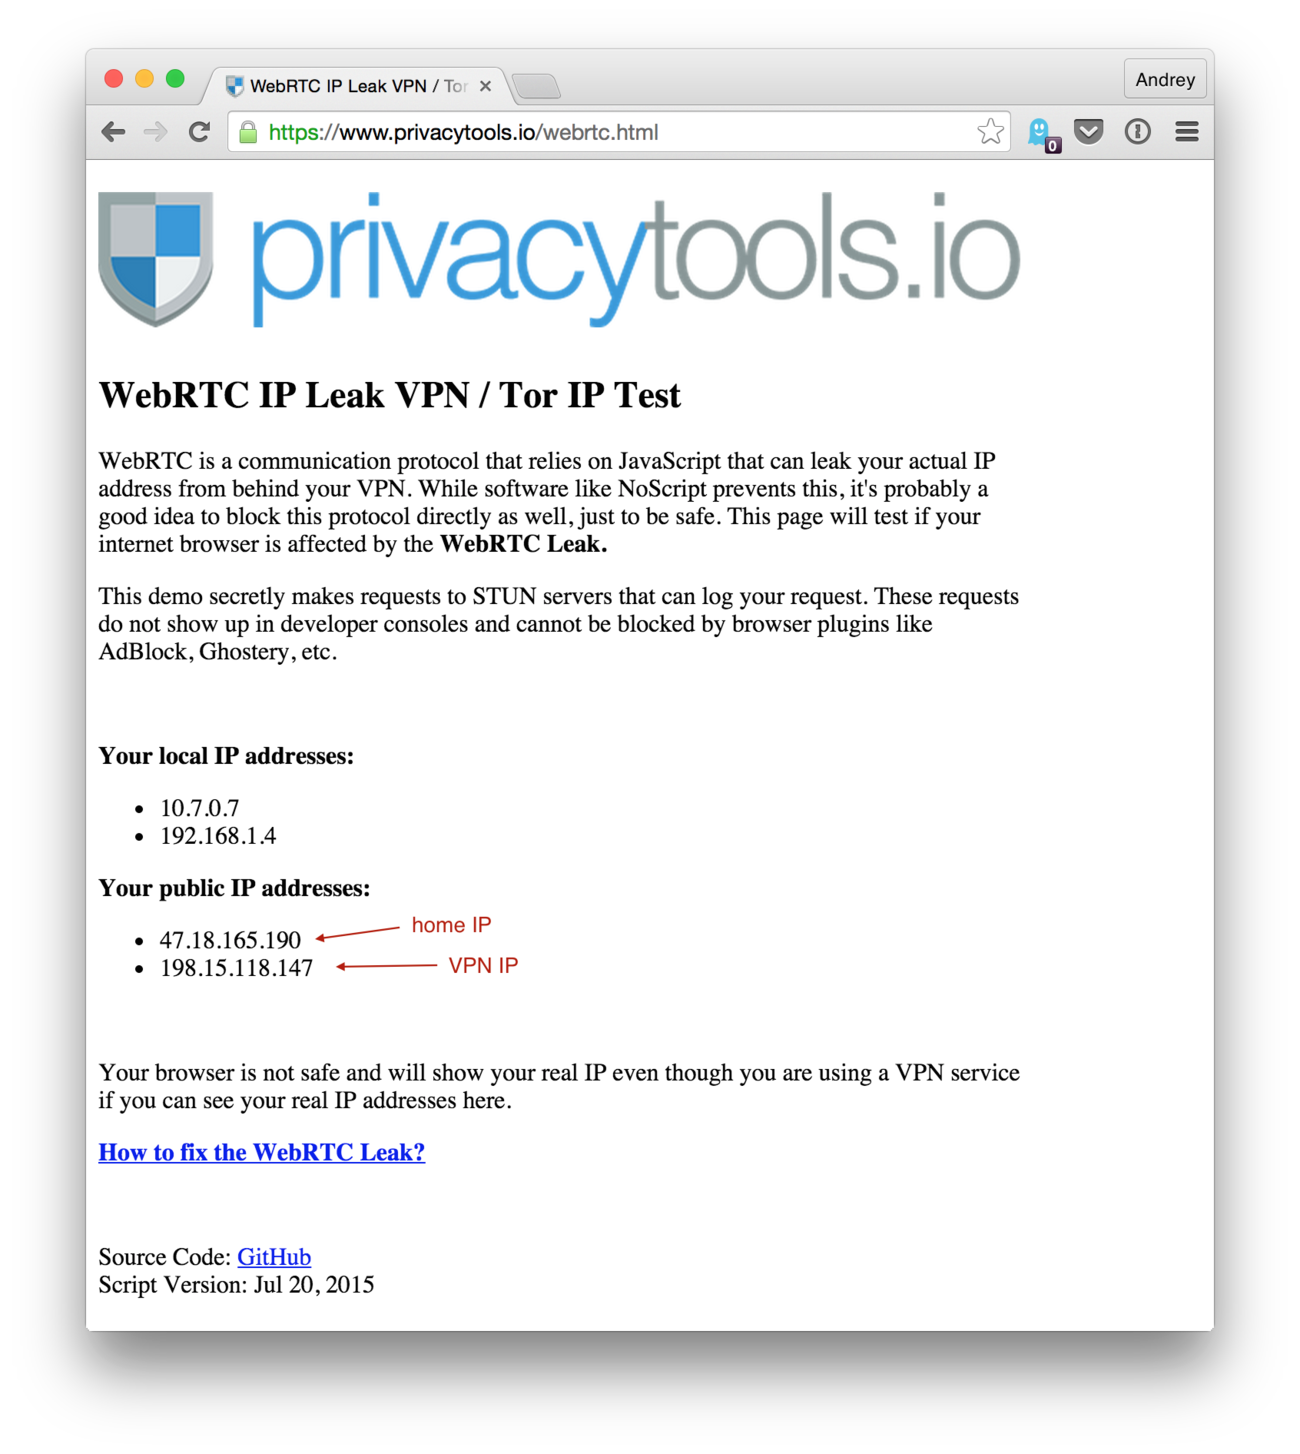 WebRTC IP Leak VPN / Tor
Andrey
https://www.privacytools.io/webrtc.html
0
privacytools.io
WebRTC IP Leak VPN / Tor IP Test
WebRTC is a communication protocol that relies on JavaScript that can leak your actual IP
address from behind your VPN. While software like NoScript prevents this, it's probably a
good idea to block this protocol directly as well, just to be safe. This page will test if your
internet browser is affected by the WebRTC Leak.
This demo secretly makes requests to STUN servers that can log your request. These requests
do not show up in developer consoles and cannot be blocked by browser plugins like
AdBlock, Ghostery, etc.
Your local IP addresses:
• 10.7.0.7
• 192.168.1.4
Your public IP addresses:
• 47.18.165.190 home IP
• 198.15.118.147 VPN IP
Your browser is not safe and will show your real IP even though you are using a VPN service
if you can see your real IP addresses here.
How to fix the WebRTC Leak?
Source Code: GitHub
Script Version: Jul 20, 2015